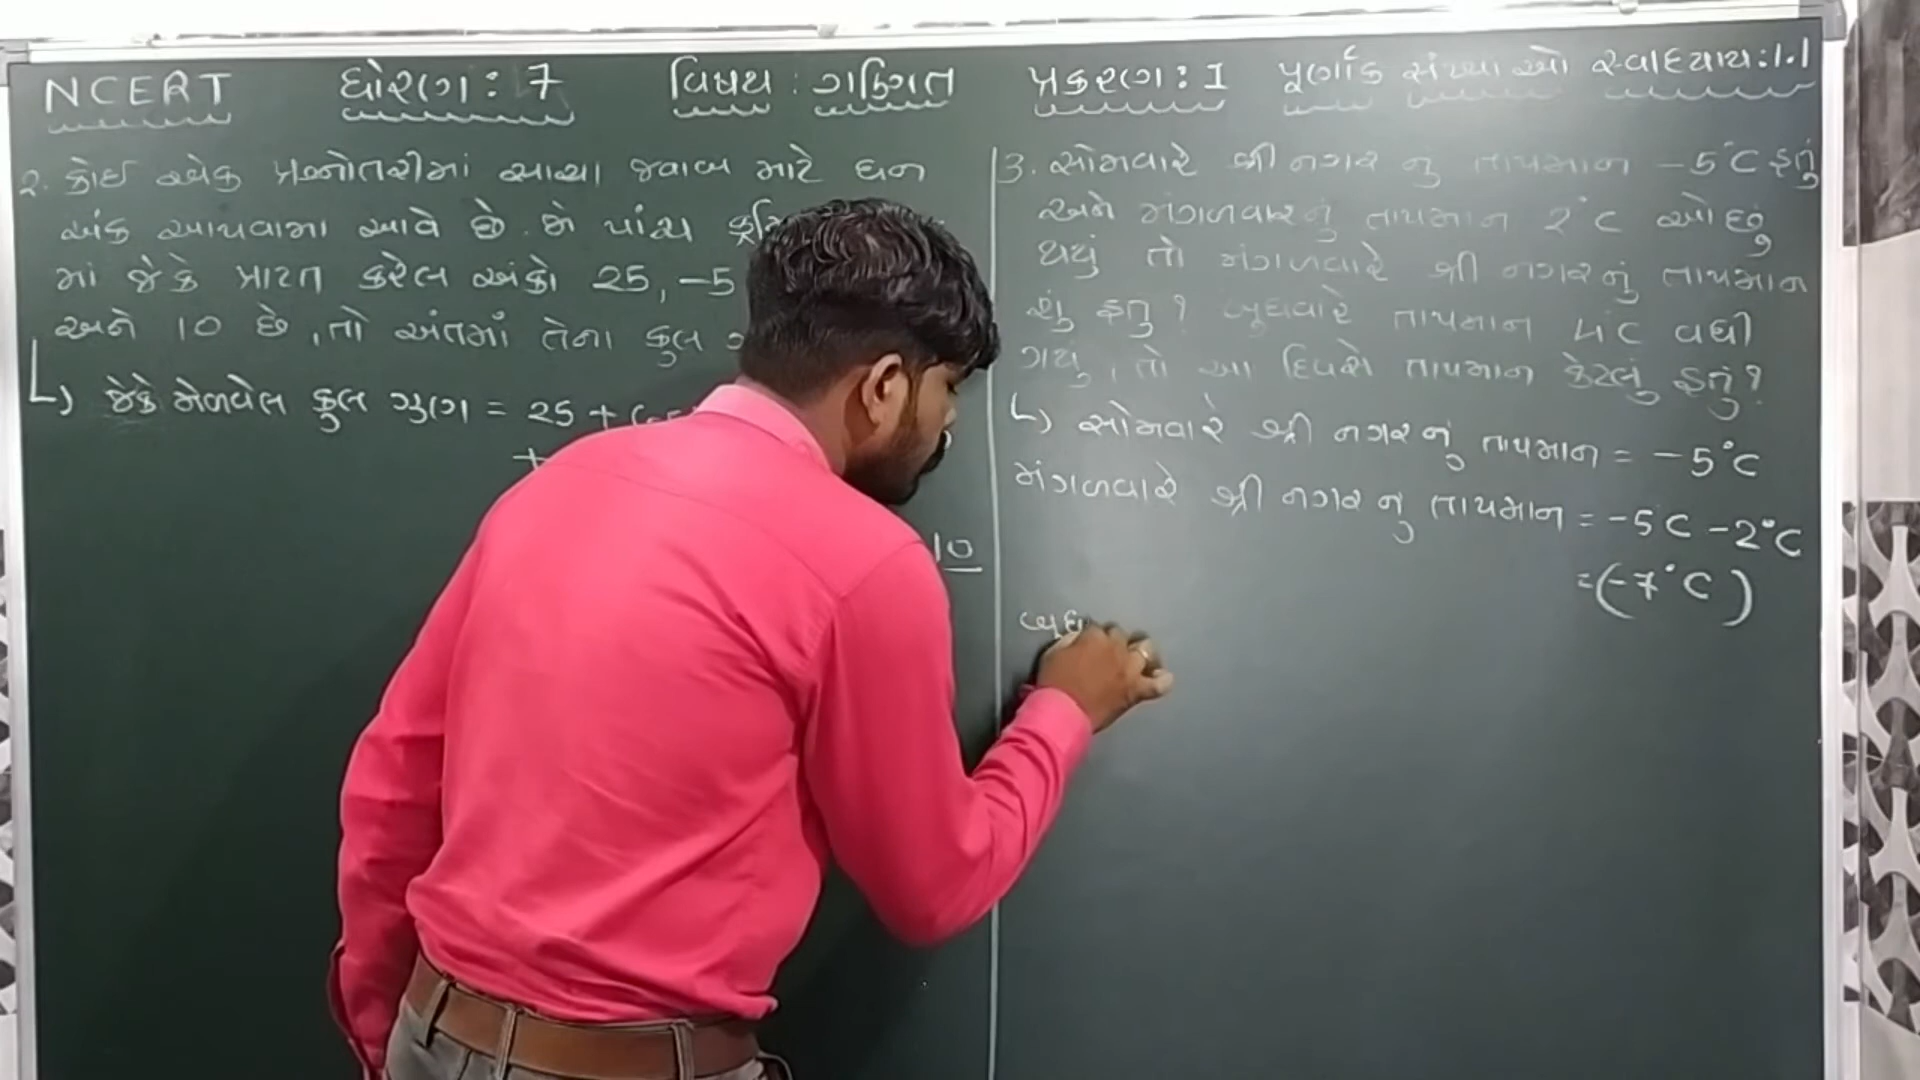 NCERT ધોરણ : 7 વિષય : ગણિત પ્રકરણ : 1 પૂર્ણાંક સંખ્યાઓ સ્વાધ્યાય : 1.1
2. કોઈ એક પ્રશ્નોતરીમાં સાચા જવાબ માટે ધન
અંક આપવામા આવે છે. જો પાંચ
માં જેકે પ્રાપ્ત કરેલ અંકો 25, -5
અને 10 છે, તો અંતમાં તેના કુલ
જેકે મેળવેલ કુલ ગુણ = 25 +
+
10
3. સોમવારે શ્રી નગર નુ તાપમાન -5°C હતું
અને મંગળવારનું તાપમાન 2°C ઓછું
થયું તો મંગળવારે શ્રી નગરનું તાપમાન
શું હતુ? બુધવારે તાપમાન 4°C વધી
ગયું, તો આ દિવસે તાપમાન કેટલું હતું?
સોમવારે શ્રી નગરનું તાપમાન = -5°C
મંગળવારે શ્રી નગર નુ તાપમાન = -5°C -2°C
= (-7°C)
બુધ